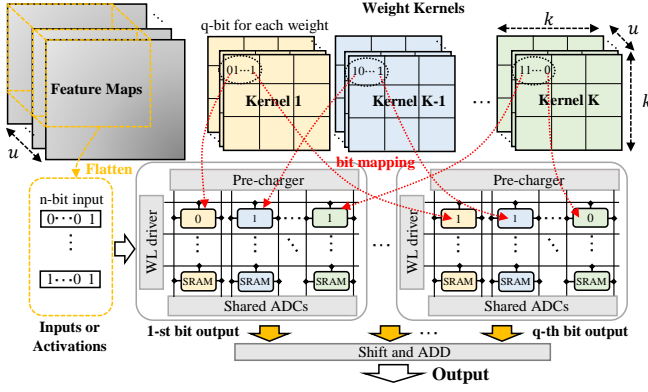 q-bit for each weight
Weight Kernels
k
u
01···1
10··· 1
11··· 0
Feature Maps
Kernel 1
Kernel K-1
...
Kernel K
k
u
Flatten
bit mapping
n-bit input
0···0 1
1···0 1
Inputs or
Activations
WL driver
Pre-charger
0
1
1
SRAM
SRAM
SRAM
Shared ADCs
...
WL driver
Pre-charger
1
1
0
SRAM
SRAM
SRAM
Shared ADCs
1-st bit output
...
q-th bit output
Shift and ADD
Output